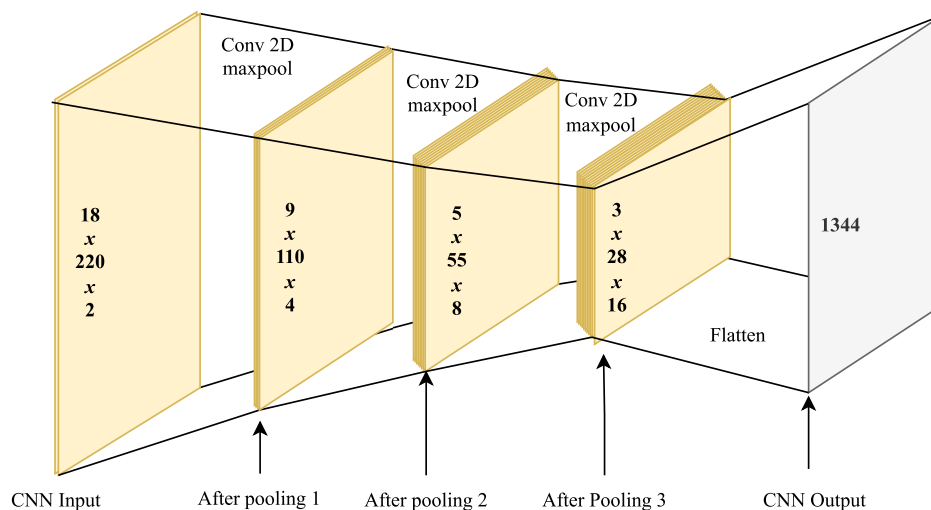 Conv 2D
maxpool
Conv 2D
maxpool
Conv 2D
maxpool
18
x
220
x
2
9
x
110
x
4
5
x
55
x
8
3
x
28
x
16
1344
Flatten
CNN Input
After pooling 1
After pooling 2
After Pooling 3
CNN Output